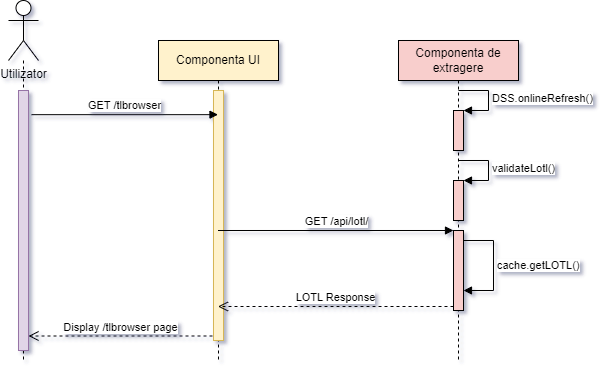 Utilizator
Componenta UI
Componenta de
extragere
DSS.onlineRefresh()
GET /tlbrowser
validateLotl()
GET /api/lotl/
cache.getLOTL()
LOTL Response
Display /tlbrowser page